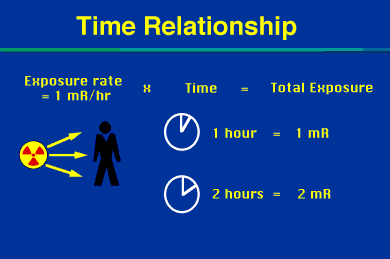 Time Relationship
Exposure rate
= 1 mR/hr
x Time = Total Exposure
1 hour = 1 mR
2 hours = 2 mR